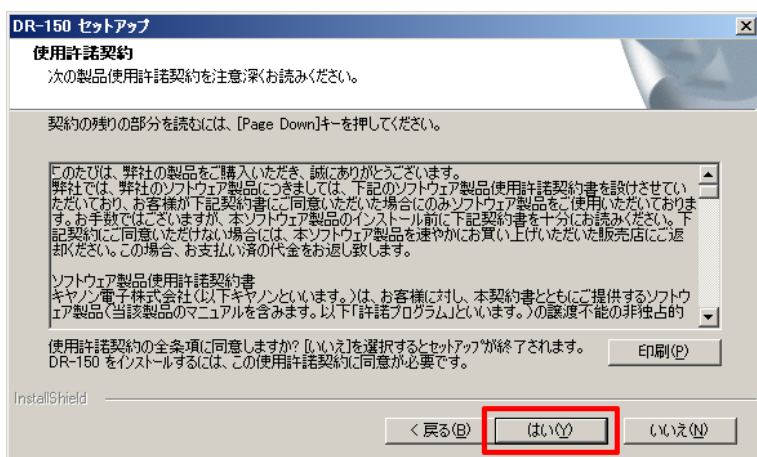 DR-150 セットアップ
使用許諾契約
次の製品使用許諾契約を注意深くお読みください。
契約の残りの部分を読むには、[Page Down]キーを押してください。
このたびは、弊社の製品をご購入いただき、誠にありがとうございます。
弊社では、弊社のソフトウェア製品につきましては、下記のソフトウェア製品使用許諾契約書を設けさせてい
ただいており、お客様が下記契約書にご同意いただいた場合にのみソフトウェア製品をご使用いただいておりま
す。お手数ではございますが、本ソフトウェア製品のインストール前に下記契約書を十分にお読みください。下
記契約にご同意いただけない場合には、本ソフトウェア製品を速やかにお買い上げいただいた販売店にご返
却ください。この場合、お支払い済の代金をお返し致します。
ソフトウェア製品使用許諾契約書
キヤノン電子株式会社(以下キヤノンといいます。)は、お客様に対し、本契約書とともにご提供するソフトウ
ェア製品(当該製品のマニュアルを含みます。以下「許諾プログラム」といいます。)の譲渡不能の非独占的
使用許諾契約の全条項に同意しますか? [いいえ]を選択するとセットアップが終了されます。
DR-150 をインストールするには、この使用許諾契約に同意が必要です。
印刷(P)
InstallShield
< 戻る(B)
はい(Y)
いいえ(N)